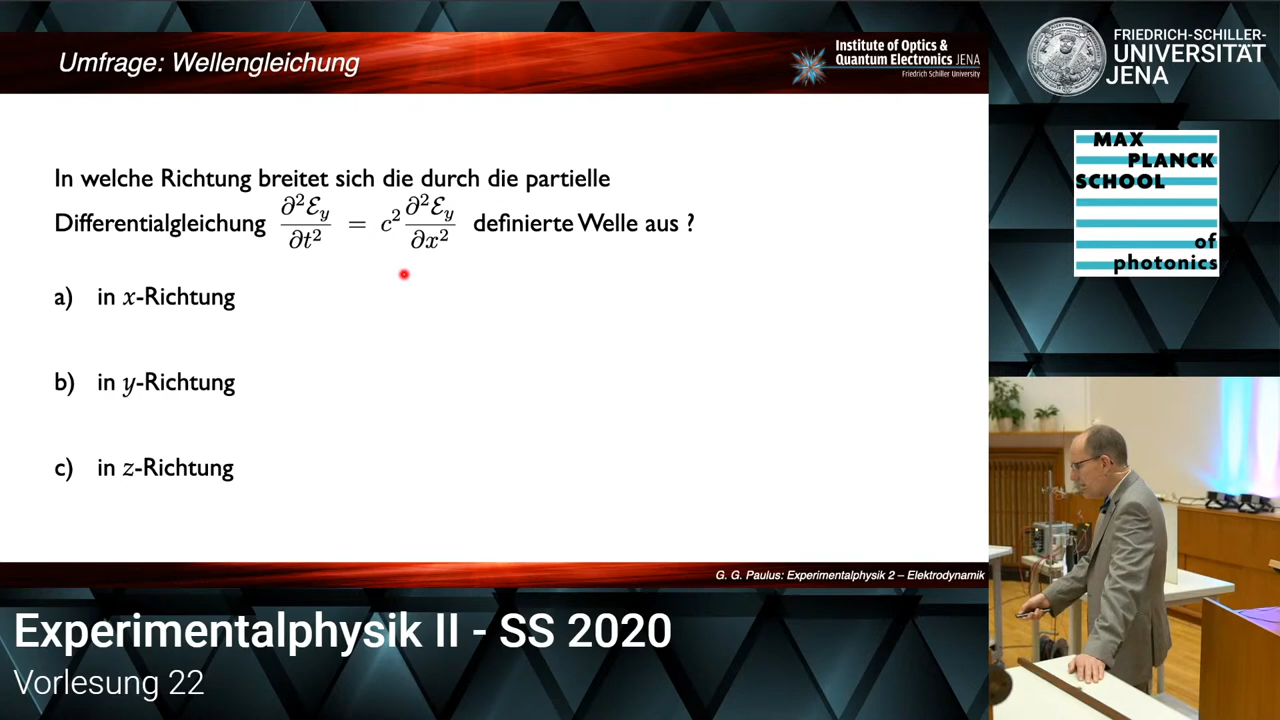 Umfrage: Wellengleichung
Institute of Optics &
Quantum Electronics JENA
Friedrich Schiller University
In welche Richtung breitet sich die durch die partielle
Differentialgleichung ∂²ℰ_y/∂t² = c² ∂²ℰ_y/∂x² definierte Welle aus ?
a) in x-Richtung
b) in y-Richtung
c) in z-Richtung
G. G. Paulus: Experimentalphysik 2 – Elektrodynamik
FRIEDRICH-SCHILLER-
UNIVERSITÄT
JENA
MAX
PLANCK
SCHOOL
of
photonics
Experimentalphysik II - SS 2020
Vorlesung 22